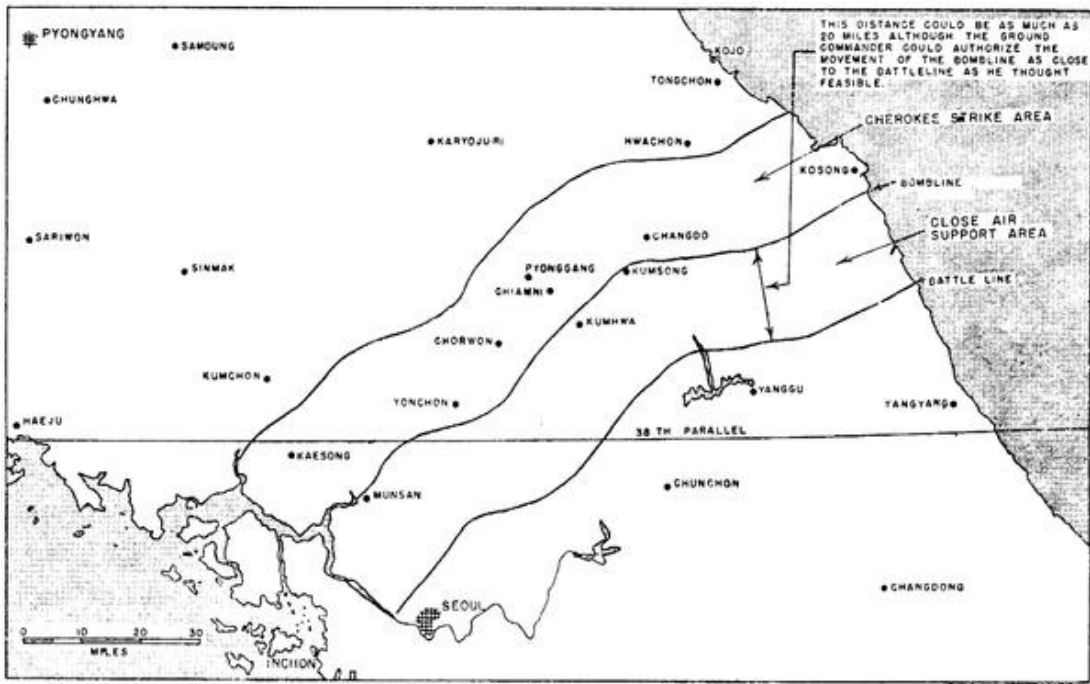 PYONGYANG
SAMDUNG
CHUNGHWA
KOJO
TONGCHON
THIS DISTANCE COULD BE AS MUCH AS
20 MILES ALTHOUGH THE GROUND
COMMANDER COULD AUTHORIZE THE
MOVEMENT OF THE BOMBLINE AS CLOSE
TO THE BATTLELINE AS HE THOUGHT
FEASIBLE.
CHEROKEE STRIKE AREA
KARYOJU-RI
HWACHON
KOSONG
BOMBLINE
CLOSE AIR
SUPPORT AREA
SARIWON
SINMAK
CHANGDO
PYONGGANG
CHIAMNI
KUMSONG
BATTLE LINE
KUMHWA
CHORWON
KUMCHON
YONCHON
YANGGU
YANGYANG
HAEJU
38 TH PARALLEL
KAESONG
MUNSAN
CHUNCHON
CHANGDONG
SEOUL
0 10 20 30
MILES
INCHON